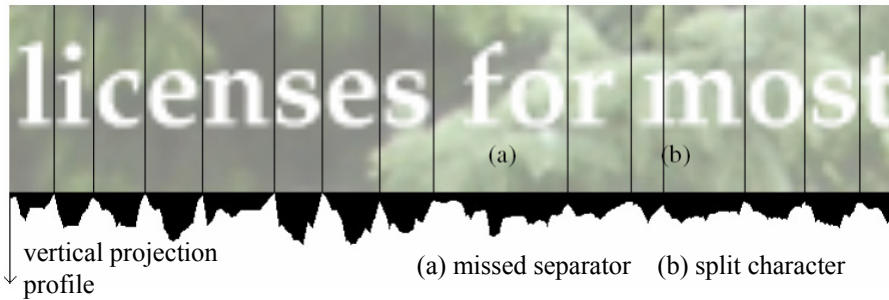 licenses for most
(a) (b)
vertical projection
profile
(a) missed separator (b) split character